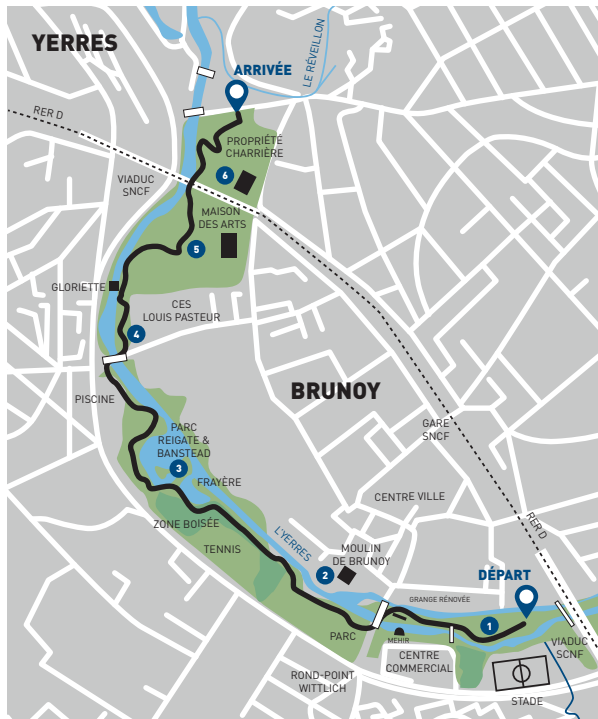 YERRES
ARRIVÉE
LE RÉVEILLON
RER D
PROPRIÉTÉ
CHARRIÈRE
VIADUC
SNCF
6
MAISON
DES ARTS
5
GLORIETTE
CES
LOUIS PASTEUR
4
BRUNOY
PISCINE
PARC
REIGATE &
BANSTEAD
3
FRAYÈRE
GARE
SNCF
CENTRE VILLE
RER D
ZONE BOISÉE
TENNIS
L'YERRES
MOULIN
DE BRUNOY
2
DÉPART
GRANGE RÉNOVÉE
1
PARC
MEHIR
CENTRE
COMMERCIAL
VIADUC
SCNF
ROND-POINT
WITTLICH
STADE